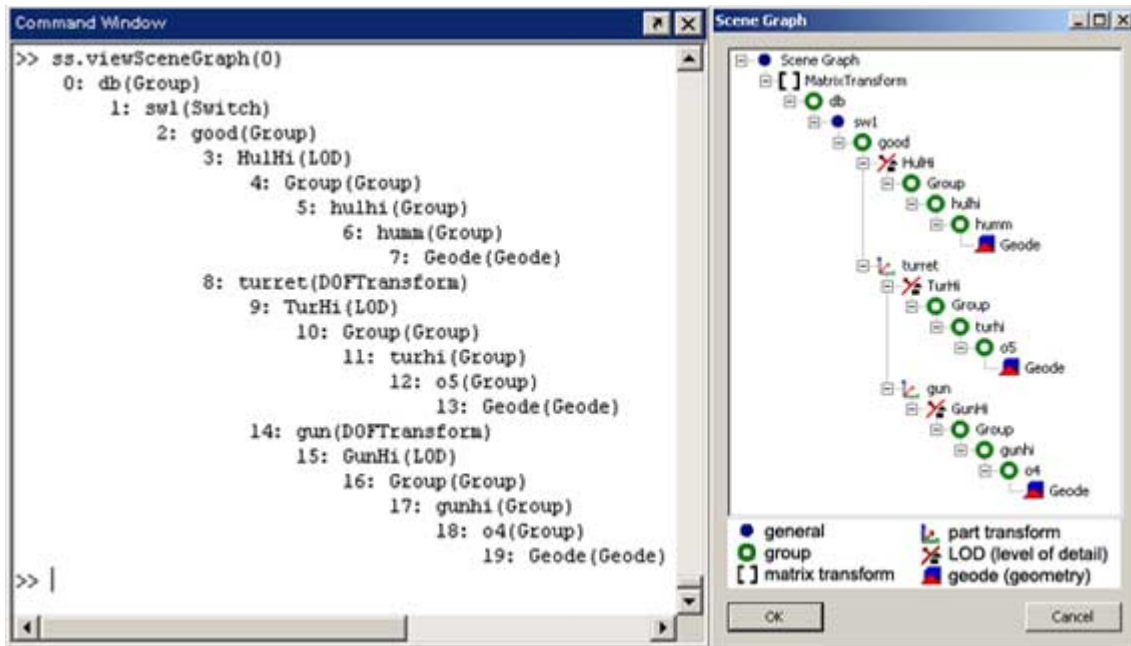 Command Window
>> ss.viewSceneGraph(0)
0: db(Group)
1: sw1(Switch)
2: good(Group)
3: HulHi(LOD)
4: Group(Group)
5: hulhi(Group)
6: humm(Group)
7: Geode(Geode)
8: turret(DOFTransform)
9: TurHi(LOD)
10: Group(Group)
11: turhi(Group)
12: o5(Group)
13: Geode(Geode)
14: gun(DOFTransform)
15: GunHi(LOD)
16: Group(Group)
17: gunhi(Group)
18: o4(Group)
19: Geode(Geode)
>>
Scene Graph
Scene Graph
MatrixTransform
db
sw1
good
HulHi
Group
hulhi
humm
Geode
turret
TurHi
Group
turhi
o5
Geode
gun
GunHi
Group
gunhi
o4
Geode
general
group
[ ] matrix transform
part transform
LOD (level of detail)
geode (geometry)
OK
Cancel